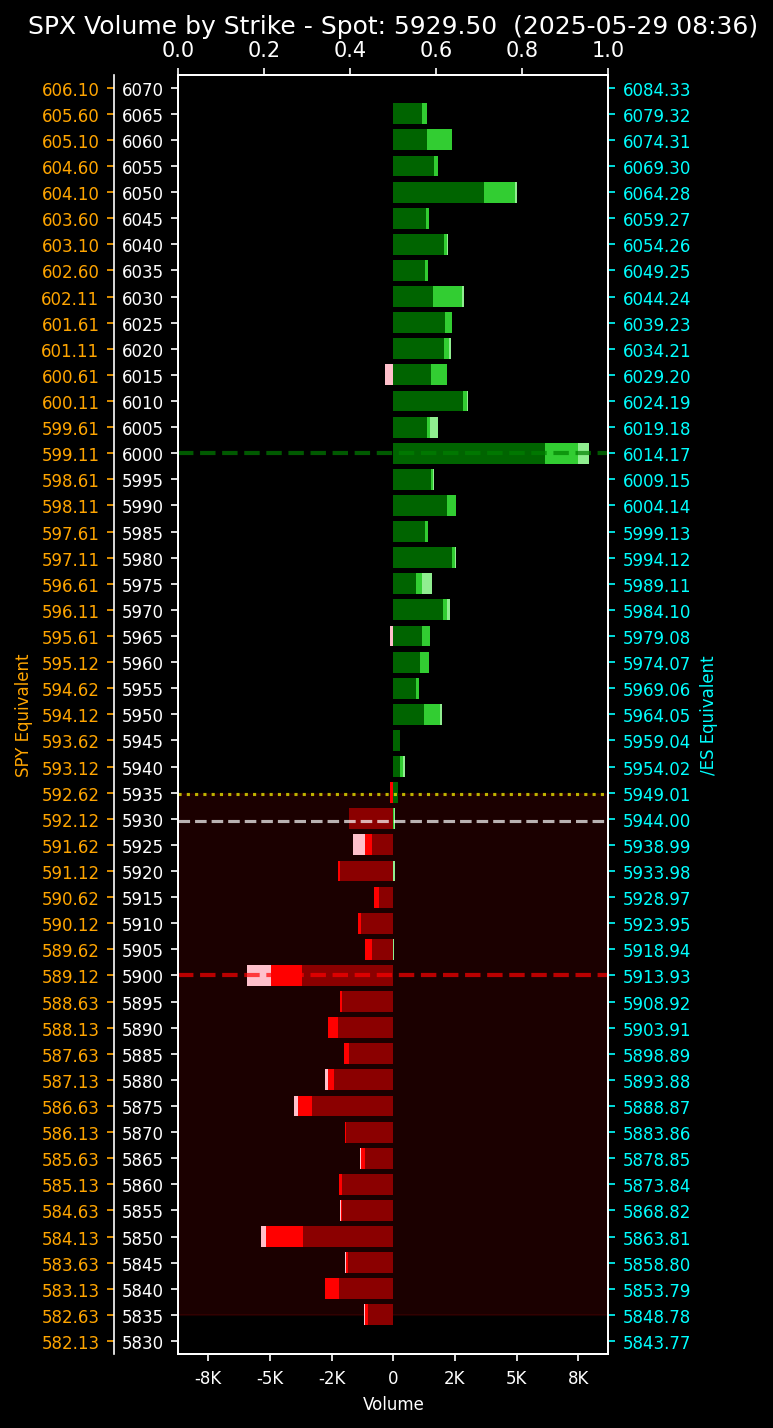 SPX Volume by Strike - Spot: 5929.50 (2025-05-29 08:36)
0.0 0.2 0.4 0.6 0.8 1.0
606.10 6070 6084.33
605.60 6065 6079.32
605.10 6060 6074.31
604.60 6055 6069.30
604.10 6050 6064.28
603.60 6045 6059.27
603.10 6040 6054.26
602.60 6035 6049.25
602.11 6030 6044.24
601.61 6025 6039.23
601.11 6020 6034.21
600.61 6015 6029.20
600.11 6010 6024.19
599.61 6005 6019.18
599.11 6000 6014.17
598.61 5995 6009.15
598.11 5990 6004.14
597.61 5985 5999.13
597.11 5980 5994.12
596.61 5975 5989.11
596.11 5970 5984.10
595.61 5965 5979.08
595.12 5960 5974.07
594.62 5955 5969.06
594.12 5950 5964.05
593.62 5945 5959.04
593.12 5940 5954.02
592.62 5935 5949.01
592.12 5930 5944.00
591.62 5925 5938.99
591.12 5920 5933.98
590.62 5915 5928.97
590.12 5910 5923.95
589.62 5905 5918.94
589.12 5900 5913.93
588.63 5895 5908.92
588.13 5890 5903.91
587.63 5885 5898.89
587.13 5880 5893.88
586.63 5875 5888.87
586.13 5870 5883.86
585.63 5865 5878.85
585.13 5860 5873.84
584.63 5855 5868.82
584.13 5850 5863.81
583.63 5845 5858.80
583.13 5840 5853.79
582.63 5835 5848.78
582.13 5830 5843.77
SPY Equivalent
/ES Equivalent
-8K -5K -2K 0 2K 5K 8K
Volume